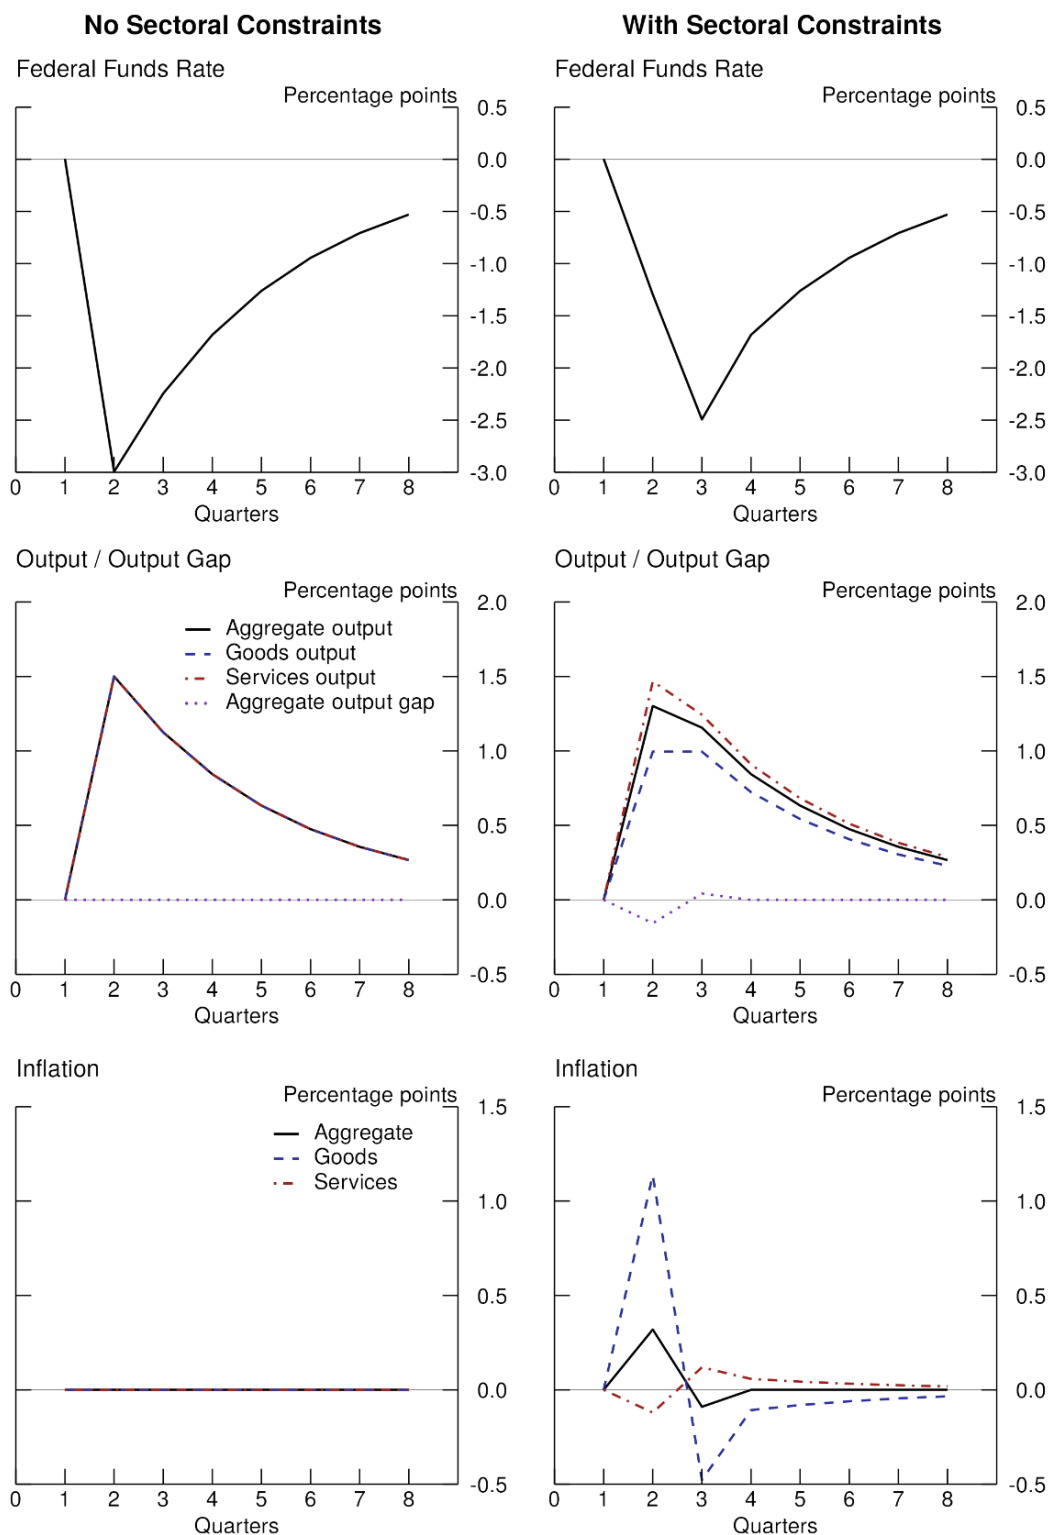 No Sectoral Constraints
With Sectoral Constraints
Federal Funds Rate
Percentage points
0.5
0.0
-0.5
-1.0
-1.5
-2.0
-2.5
-3.0
0 1 2 3 4 5 6 7 8
Quarters
Federal Funds Rate
Percentage points
0.5
0.0
-0.5
-1.0
-1.5
-2.0
-2.5
-3.0
0 1 2 3 4 5 6 7 8
Quarters
Output / Output Gap
Percentage points
Aggregate output
Goods output
Services output
Aggregate output gap
2.0
1.5
1.0
0.5
0.0
-0.5
0 1 2 3 4 5 6 7 8
Quarters
Output / Output Gap
Percentage points
2.0
1.5
1.0
0.5
0.0
-0.5
0 1 2 3 4 5 6 7 8
Quarters
Inflation
Percentage points
Aggregate
Goods
Services
1.5
1.0
0.5
0.0
-0.5
0 1 2 3 4 5 6 7 8
Quarters
Inflation
Percentage points
1.5
1.0
0.5
0.0
-0.5
0 1 2 3 4 5 6 7 8
Quarters